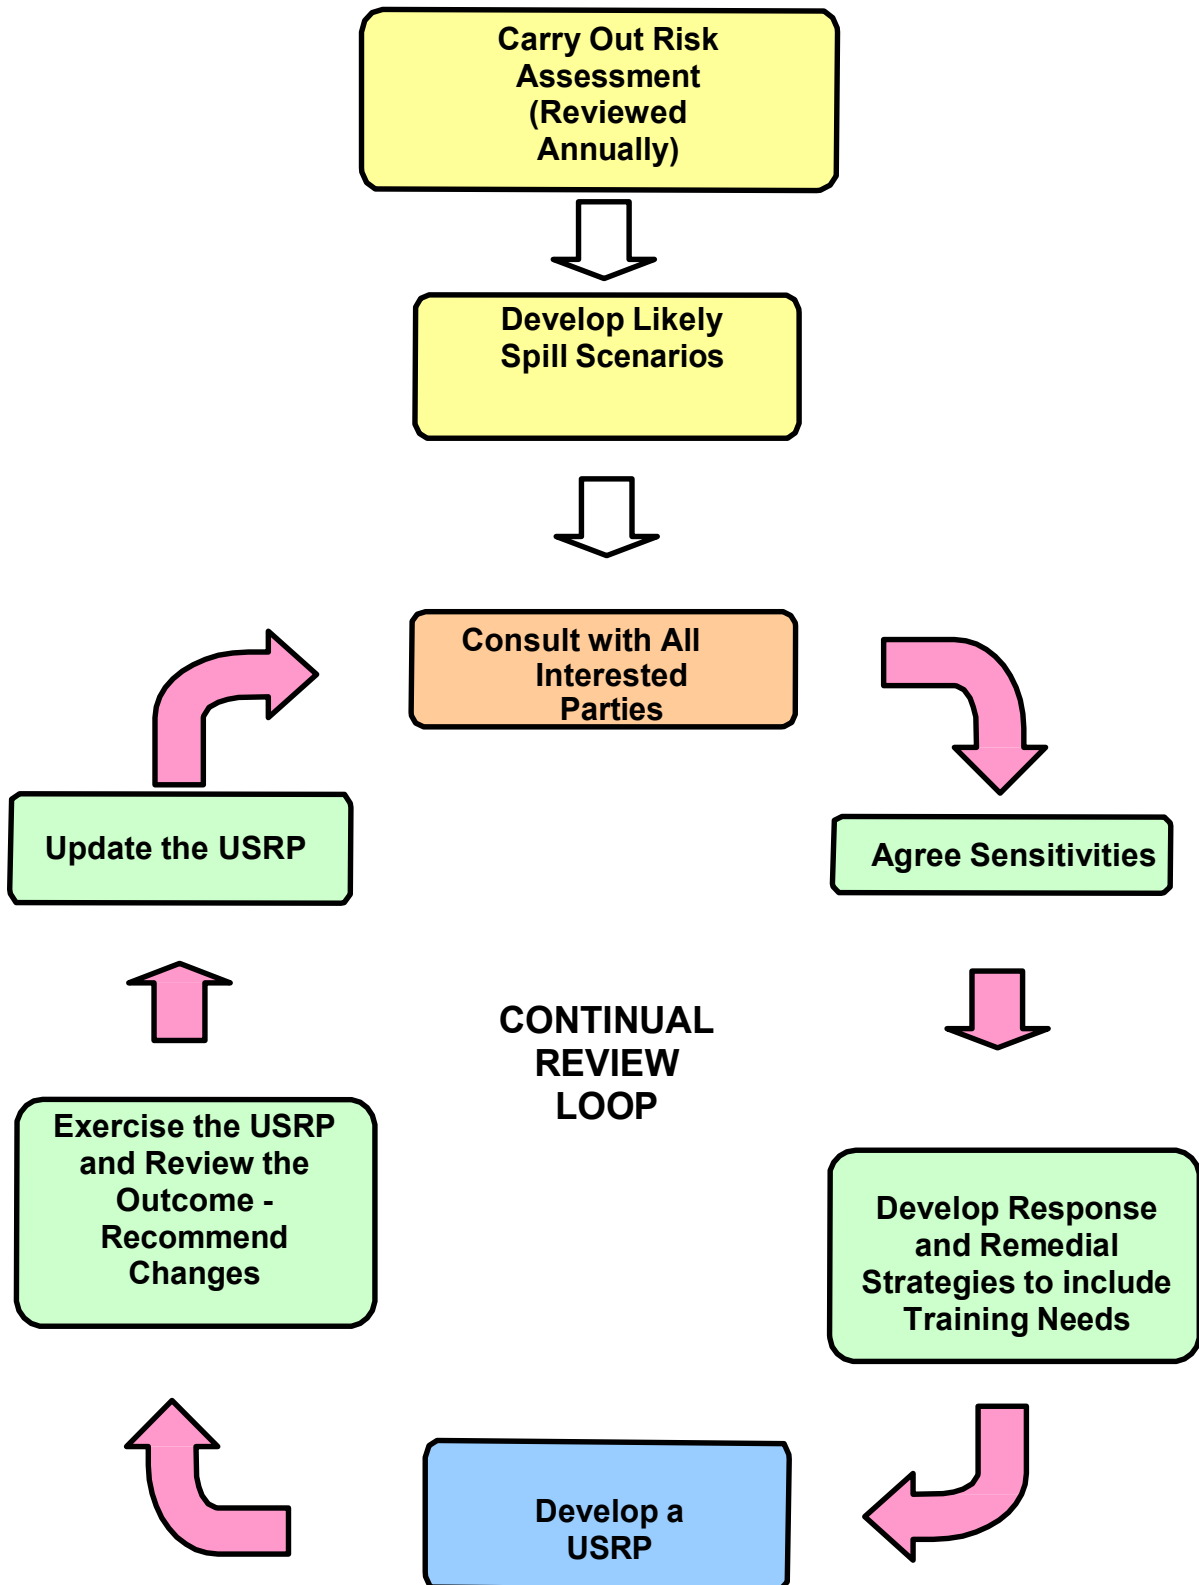 Carry Out Risk
Assessment
(Reviewed
Annually)
Develop Likely
Spill Scenarios
Consult with All
Interested
Parties
Update the USRP
Agree Sensitivities
CONTINUAL
REVIEW
LOOP
Exercise the USRP
and Review the
Outcome -
Recommend
Changes
Develop Response
and Remedial
Strategies to include
Training Needs
Develop a
USRP